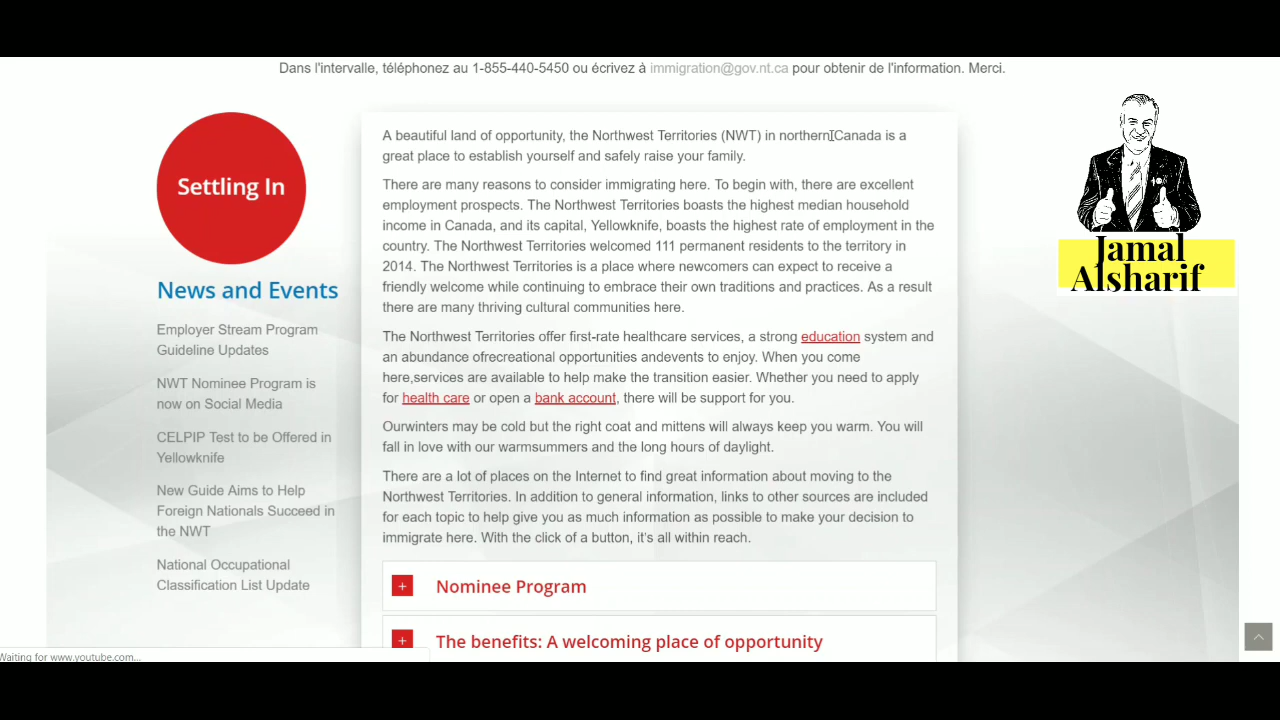 Dans l'intervalle, téléphonez au 1-855-440-5450 ou écrivez à immigration@gov.nt.ca pour obtenir de l'information. Merci.
Settling In
News and Events
Employer Stream Program
Guideline Updates
NWT Nominee Program is
now on Social Media
CELPIP Test to be Offered in
Yellowknife
New Guide Aims to Help
Foreign Nationals Succeed in
the NWT
National Occupational
Classification List Update
A beautiful land of opportunity, the Northwest Territories (NWT) in northern Canada is a
great place to establish yourself and safely raise your family.
There are many reasons to consider immigrating here. To begin with, there are excellent
employment prospects. The Northwest Territories boasts the highest median household
income in Canada, and its capital, Yellowknife, boasts the highest rate of employment in the
country. The Northwest Territories welcomed 111 permanent residents to the territory in
2014. The Northwest Territories is a place where newcomers can expect to receive a
friendly welcome while continuing to embrace their own traditions and practices. As a result
there are many thriving cultural communities here.
The Northwest Territories offer first-rate healthcare services, a strong education system and
an abundance ofrecreational opportunities andevents to enjoy. When you come
here,services are available to help make the transition easier. Whether you need to apply
for health care or open a bank account, there will be support for you.
Ourwinters may be cold but the right coat and mittens will always keep you warm. You will
fall in love with our warmsummers and the long hours of daylight.
There are a lot of places on the Internet to find great information about moving to the
Northwest Territories. In addition to general information, links to other sources are included
for each topic to help give you as much information as possible to make your decision to
immigrate here. With the click of a button, it's all within reach.
+ Nominee Program
+ The benefits: A welcoming place of opportunity
Jamal
Alsharif
Waiting for www.youtube.com...